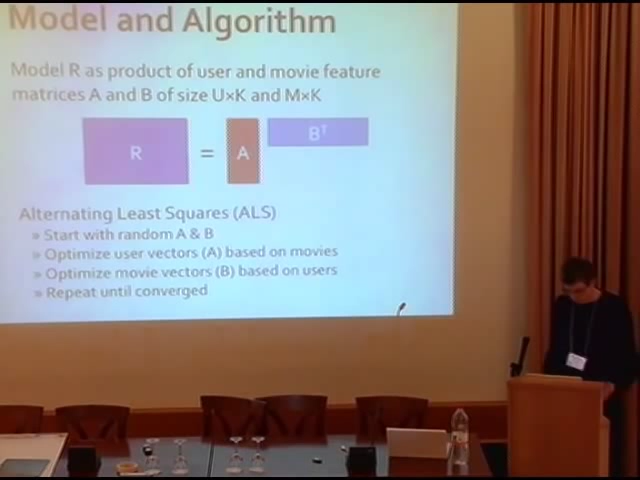 Model and Algorithm
Model R as product of user and movie feature
matrices A and B of size U×K and M×K
R = A Bᵀ
Alternating Least Squares (ALS)
» Start with random A & B
» Optimize user vectors (A) based on movies
» Optimize movie vectors (B) based on users
» Repeat until converged